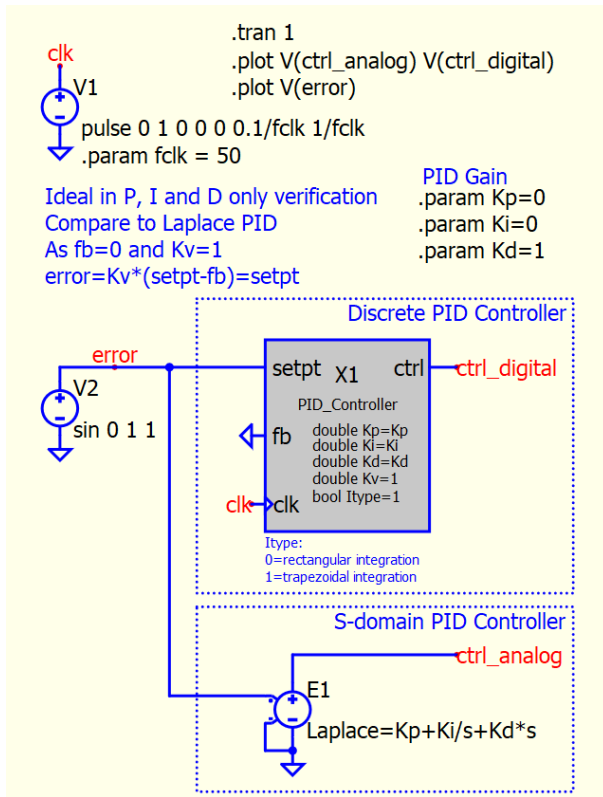 .tran 1
.plot V(ctrl_analog) V(ctrl_digital)
.plot V(error)
clk
V1
pulse 0 1 0 0 0 0.1/fclk 1/fclk
.param fclk = 50
Ideal in P, I and D only verification
Compare to Laplace PID
As fb=0 and Kv=1
error=Kv*(setpt-fb)=setpt
PID Gain
.param Kp=0
.param Ki=0
.param Kd=1
Discrete PID Controller
error
V2
sin 0 1 1
setpt X1 ctrl
ctrl_digital
PID_Controller
fb
double Kp=Kp
double Ki=Ki
double Kd=Kd
double Kv=1
bool Itype=1
clk
clk
Itype:
0=rectangular integration
1=trapezoidal integration
S-domain PID Controller
ctrl_analog
E1
Laplace=Kp+Ki/s+Kd*s